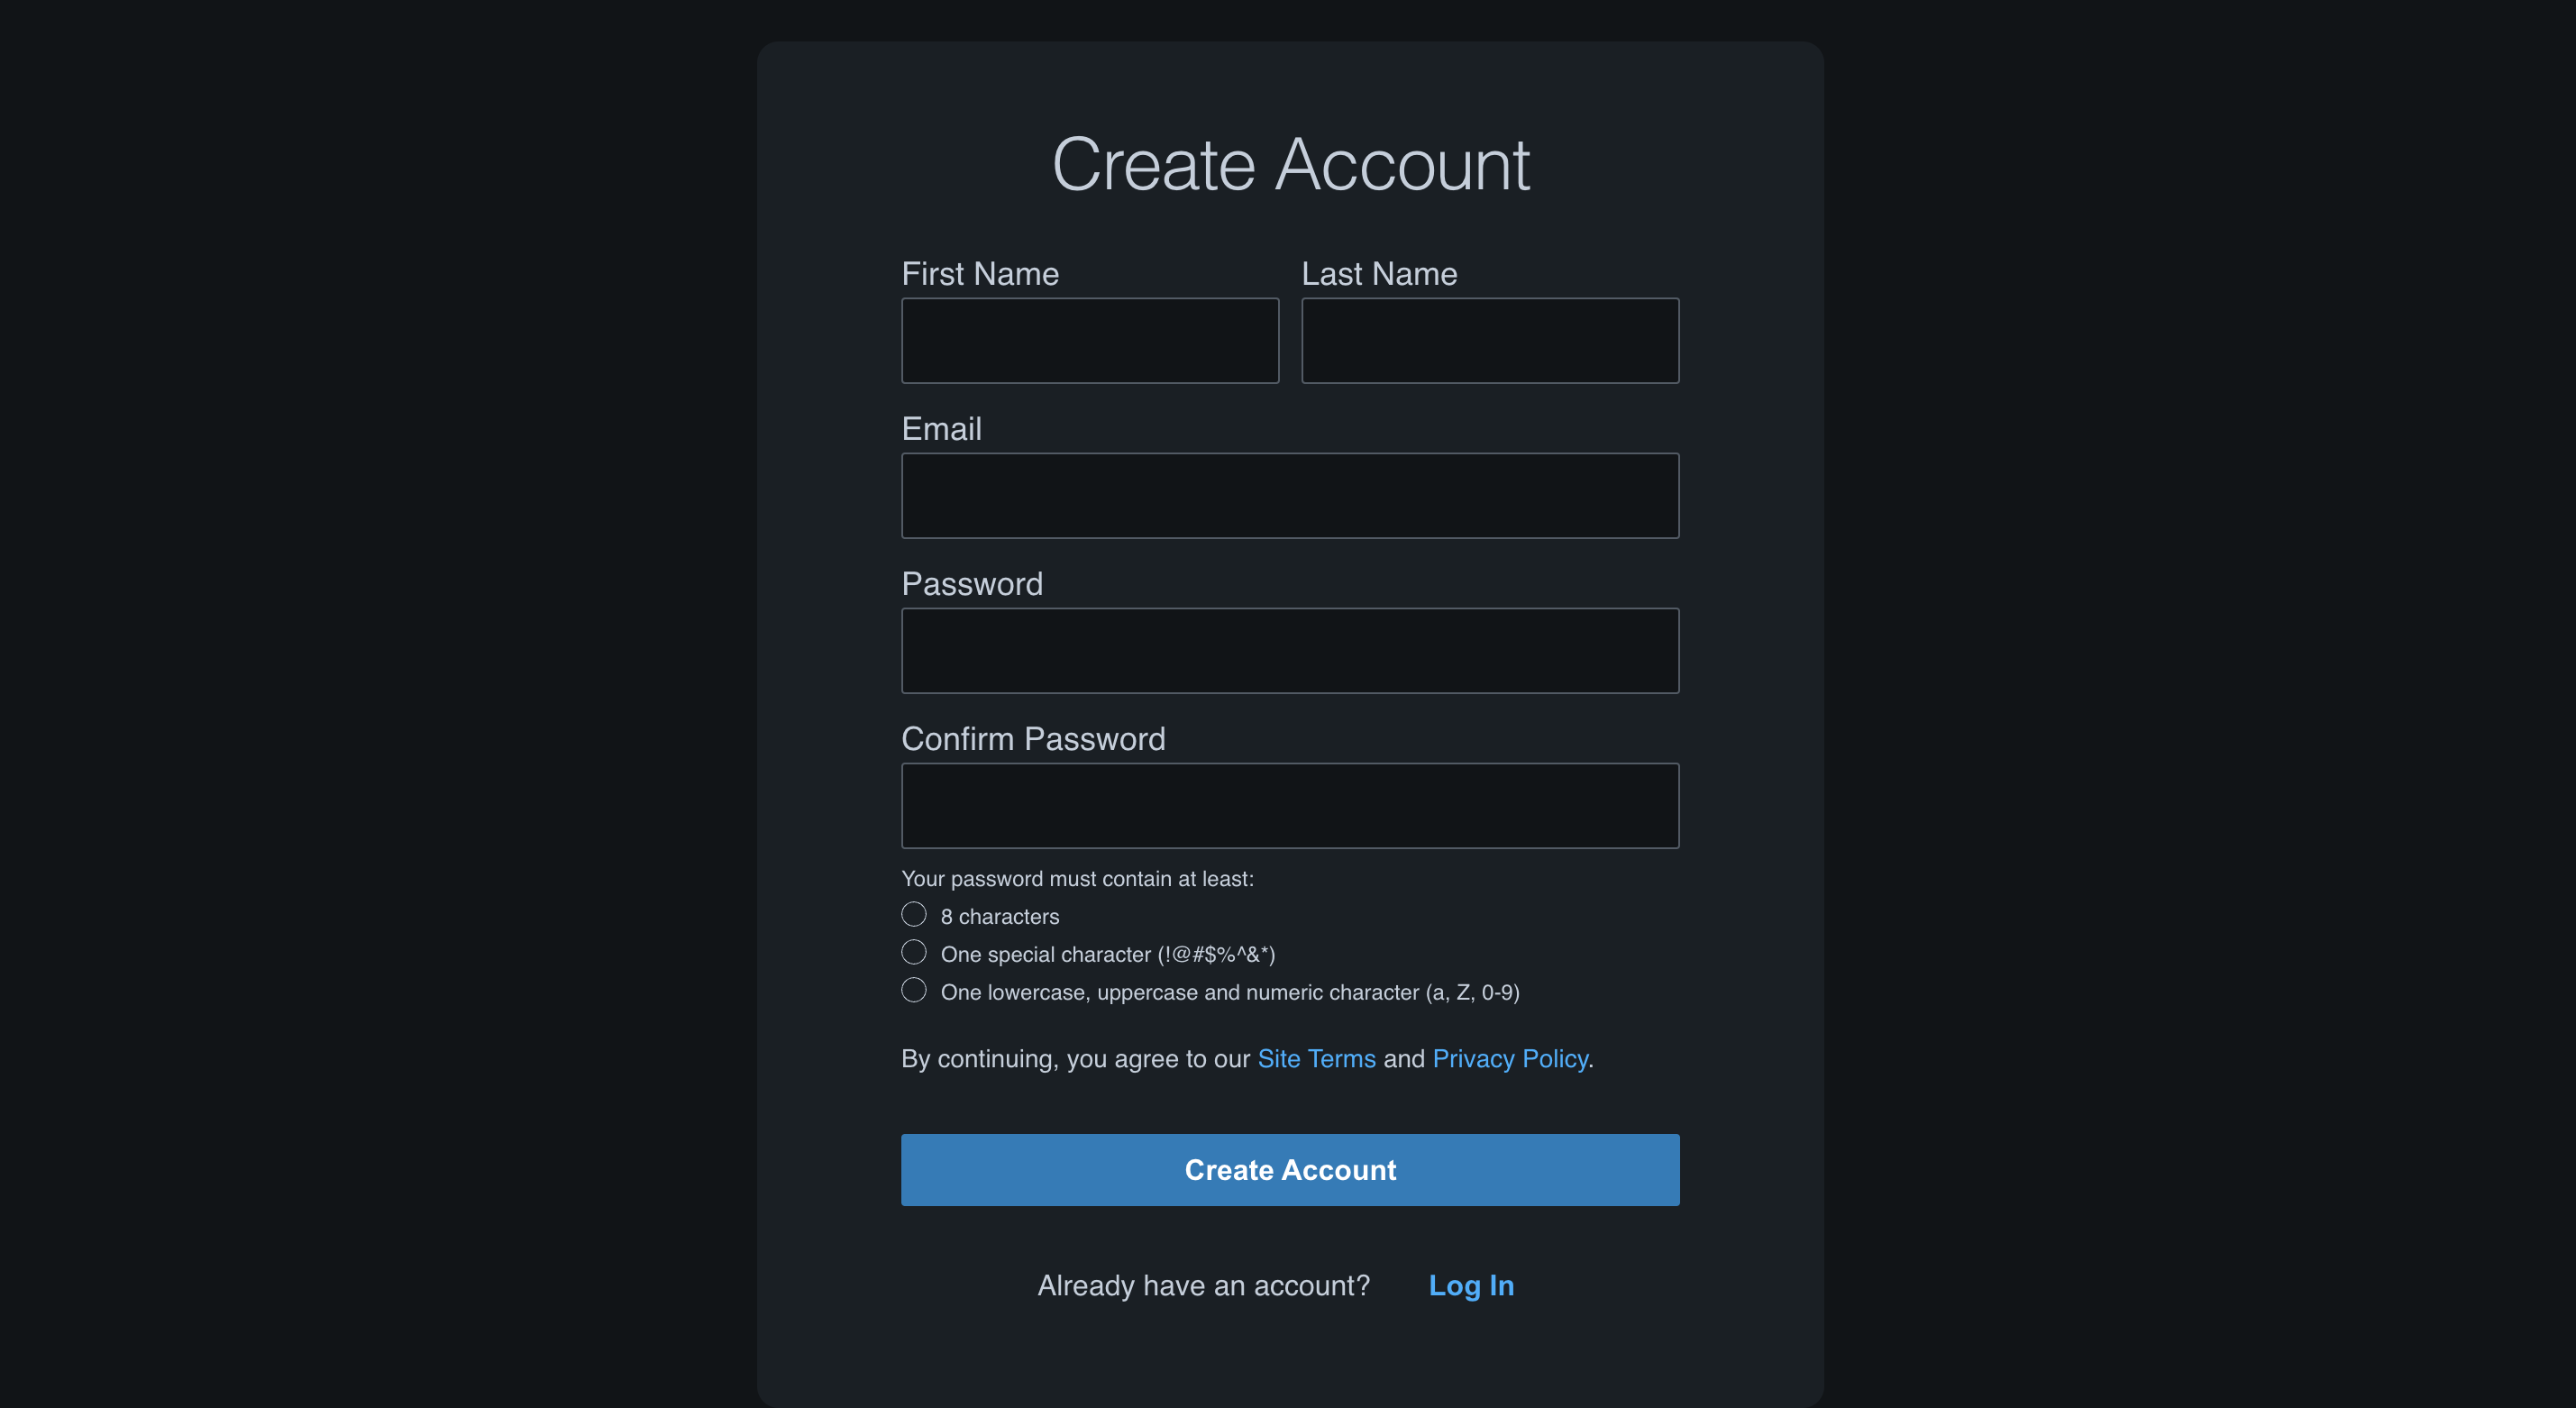 Create Account
First Name Last Name
Email
Password
Confirm Password
Your password must contain at least:
8 characters
One special character (!@#$%^&*)
One lowercase, uppercase and numeric character (a, Z, 0-9)
By continuing, you agree to our Site Terms and Privacy Policy.
Create Account
Already have an account? Log In